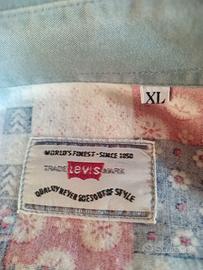 XL
WORLD'S FINEST - SINCE 1850
TRADE Levi's MARK
QUALITY NEVER GOES OUT OF STYLE.